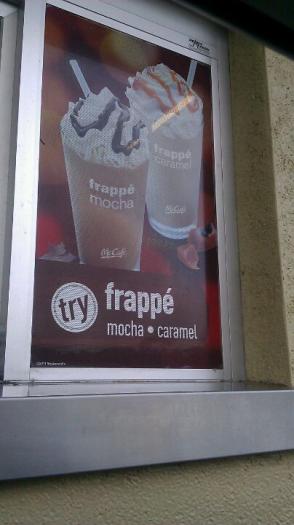 frappé
caramel
frappé
mocha
McCafé
McCafé
try
frappé
mocha • caramel